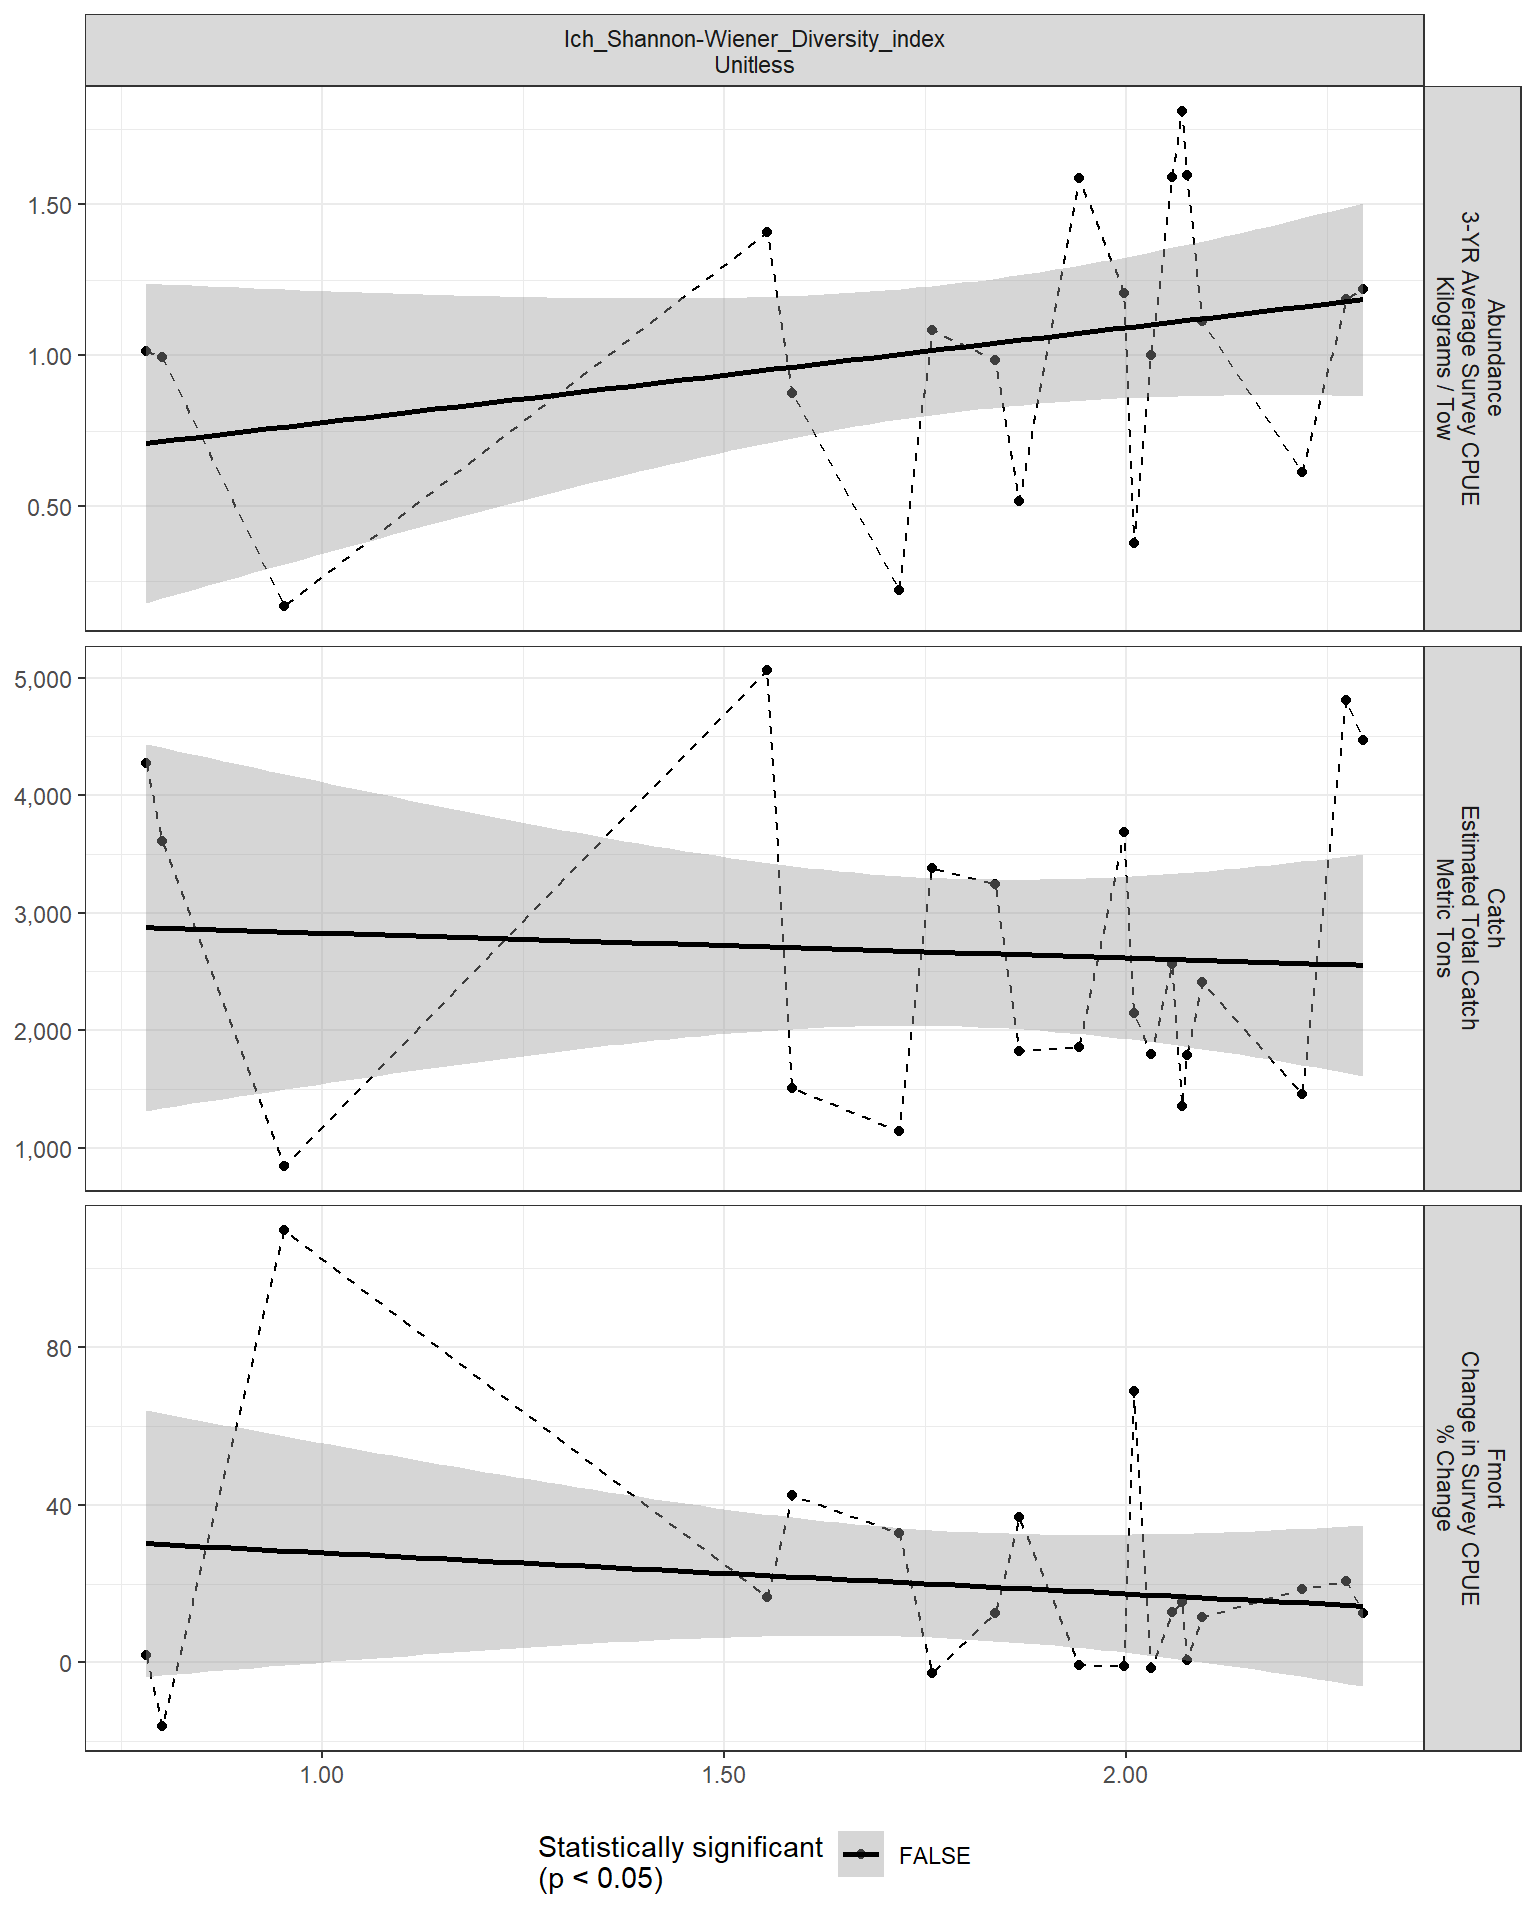 Ich_Shannon-Wiener_Diversity_index
Unitless
1.50
1.00
0.50
Abundance
3-YR Average Survey CPUE
Kilograms / Tow
5,000
4,000
3,000
2,000
1,000
Catch
Estimated Total Catch
Metric Tons
80
40
0
Fmort
Change in Survey CPUE
% Change
1.00
1.50
2.00
Statistically significant
(p < 0.05)
FALSE